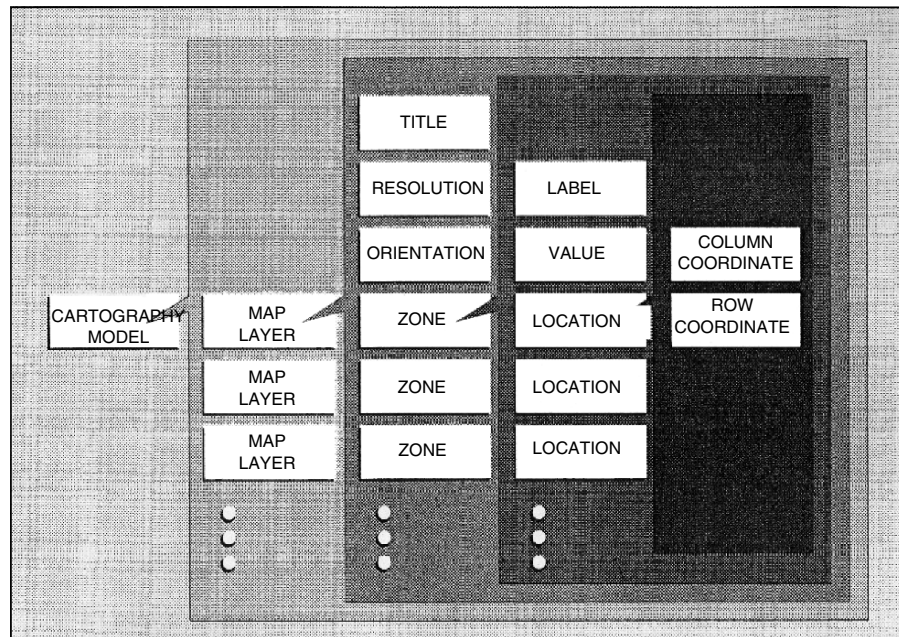 TITLE
RESOLUTION
LABEL
ORIENTATION
VALUE
COLUMN
COORDINATE
CARTOGRAPHY
MODEL
MAP
LAYER
ZONE
LOCATION
ROW
COORDINATE
MAP
LAYER
ZONE
LOCATION
MAP
LAYER
ZONE
LOCATION